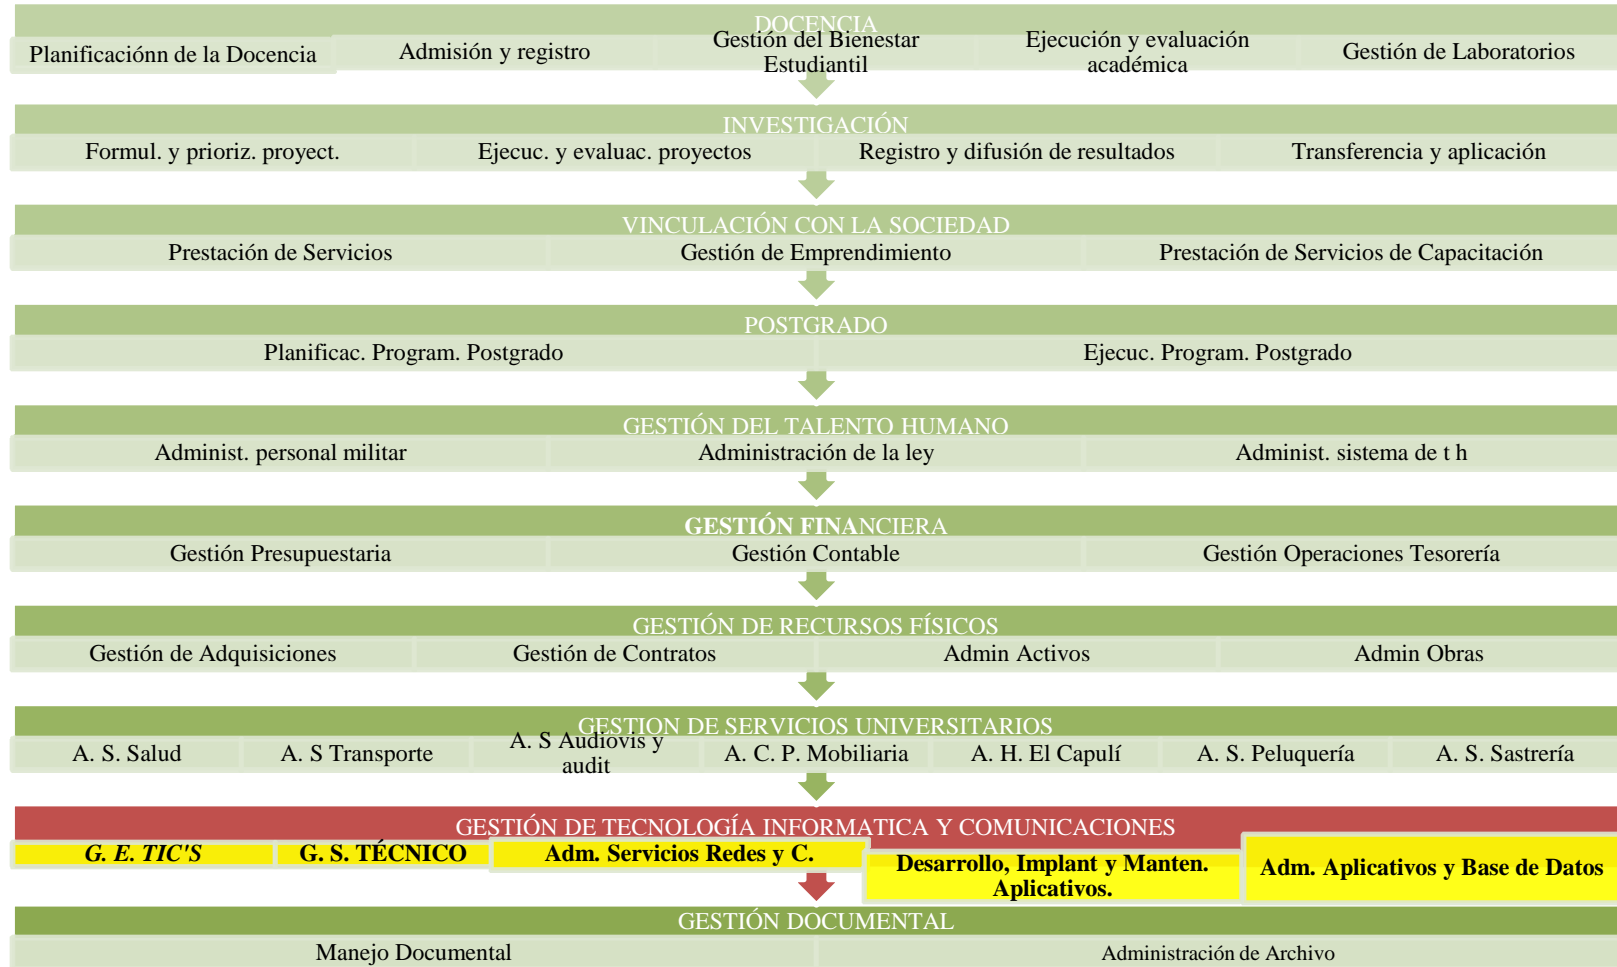 DOCENCIA
Planificaciónn de la Docencia
Admisión y registro
Gestión del Bienestar
Estudiantil
Ejecución y evaluación
académica
Gestión de Laboratorios
INVESTIGACIÓN
Formul. y prioriz. proyect.
Ejecuc. y evaluac. proyectos
Registro y difusión de resultados
Transferencia y aplicación
VINCULACIÓN CON LA SOCIEDAD
Prestación de Servicios
Gestión de Emprendimiento
Prestación de Servicios de Capacitación
POSTGRADO
Planificac. Program. Postgrado
Ejecuc. Program. Postgrado
GESTIÓN DEL TALENTO HUMANO
Administ. personal militar
Administración de la ley
Administ. sistema de t h
GESTIÓN FINANCIERA
Gestión Presupuestaria
Gestión Contable
Gestión Operaciones Tesorería
GESTIÓN DE RECURSOS FÍSICOS
Gestión de Adquisiciones
Gestión de Contratos
Admin Activos
Admin Obras
GESTION DE SERVICIOS UNIVERSITARIOS
A. S. Salud
A. S Transporte
A. S Audiovis y
audit
A. C. P. Mobiliaria
A. H. El Capulí
A. S. Peluquería
A. S. Sastrería
GESTIÓN DE TECNOLOGÍA INFORMATICA Y COMUNICACIONES
G. E. TIC'S
G. S. TÉCNICO
Adm. Servicios Redes y C.
Desarrollo, Implant y Manten.
Aplicativos.
Adm. Aplicativos y Base de Datos
GESTIÓN DOCUMENTAL
Manejo Documental
Administración de Archivo